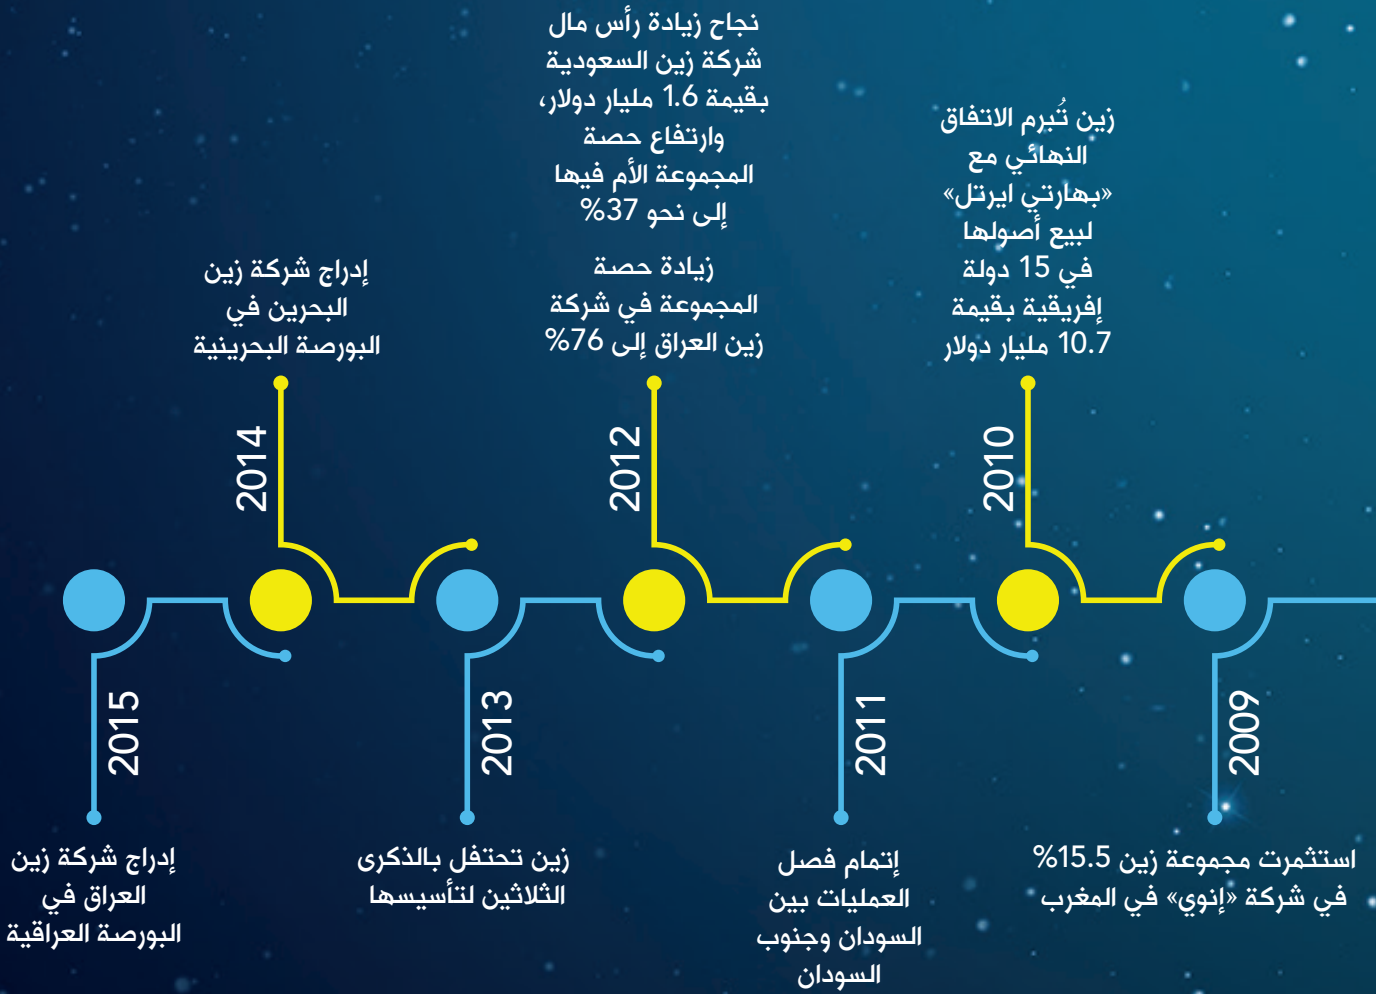 2009
استثمرت مجموعة زين 15.5%
في شركة «إنوي» في المغرب
زين تُبرم الاتفاق
النهائي مع
«بهارتي ايرتل»
لبيع أصولها
في 15 دولة
إفريقية بقيمة
10.7 مليار دولار
2010
2011
إتمام فصل
العمليات بين
السودان وجنوب
السودان
نجاح زيادة رأس مال
شركة زين السعودية
بقيمة 1.6 مليار دولار،
وارتفاع حصة
المجموعة الأم فيها
إلى نحو 37%
زيادة حصة
المجموعة في شركة
زين العراق إلى 76%
2012
2013
زين تحتفل بالذكرى
الثلاثين لتأسيسها
إدراج شركة زين
البحرين في
البورصة البحرينية
2014
2015
إدراج شركة زين
العراق في
البورصة العراقية